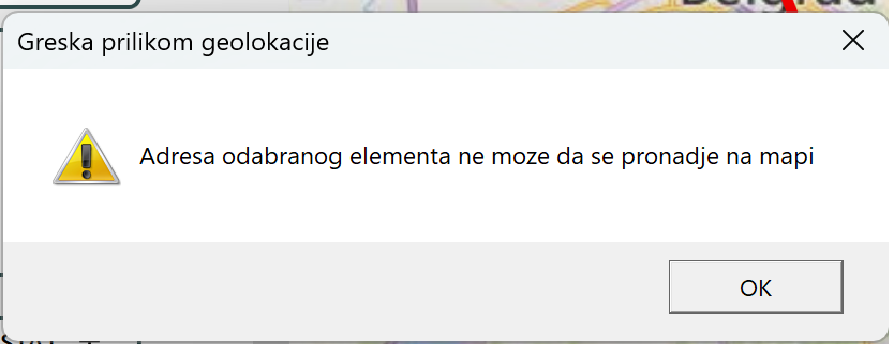 Greska prilikom geolokacije
Adresa odabranog elementa ne moze da se pronadje na mapi
OK